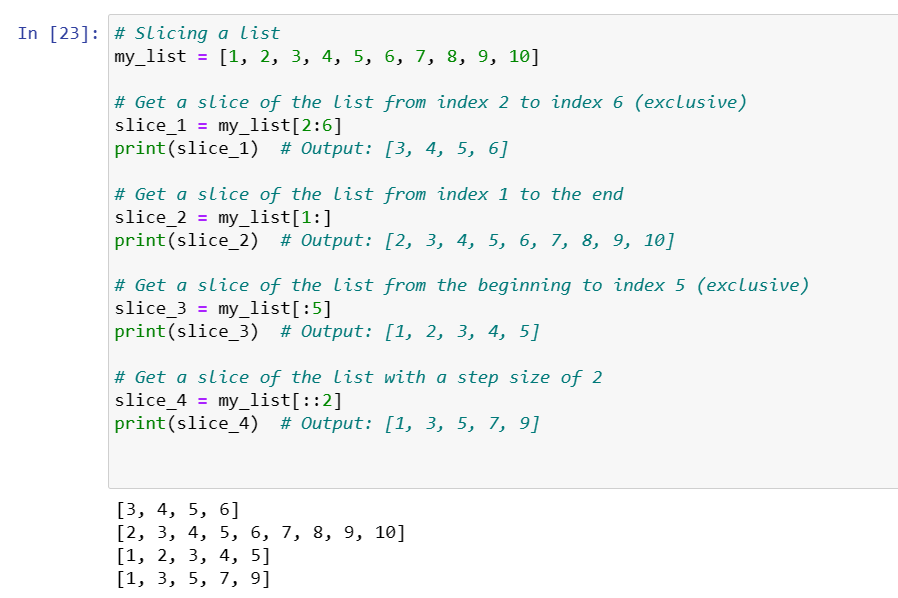 In [23]: # Slicing a list
my_list = [1, 2, 3, 4, 5, 6, 7, 8, 9, 10]
# Get a slice of the list from index 2 to index 6 (exclusive)
slice_1 = my_list[2:6]
print(slice_1)  # Output: [3, 4, 5, 6]
# Get a slice of the list from index 1 to the end
slice_2 = my_list[1:]
print(slice_2)  # Output: [2, 3, 4, 5, 6, 7, 8, 9, 10]
# Get a slice of the list from the beginning to index 5 (exclusive)
slice_3 = my_list[:5]
print(slice_3)  # Output: [1, 2, 3, 4, 5]
# Get a slice of the list with a step size of 2
slice_4 = my_list[::2]
print(slice_4)  # Output: [1, 3, 5, 7, 9]
[3, 4, 5, 6]
[2, 3, 4, 5, 6, 7, 8, 9, 10]
[1, 2, 3, 4, 5]
[1, 3, 5, 7, 9]